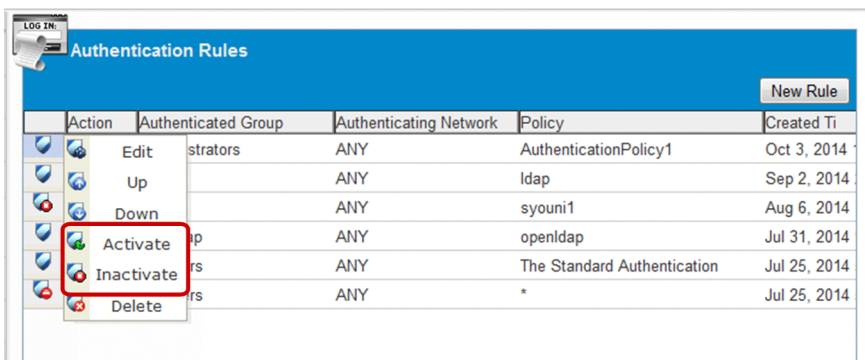 LOG IN:
Authentication Rules
New Rule
Action Authenticated Group Authenticating Network Policy Created Ti
Edit strators ANY AuthenticationPolicy1 Oct 3, 2014
Up ANY ldap Sep 2, 2014
Down ANY syouni1 Aug 6, 2014
Activate ap ANY openldap Jul 31, 2014
Inactivate rs ANY The Standard Authentication Jul 25, 2014
Delete rs ANY * Jul 25, 2014